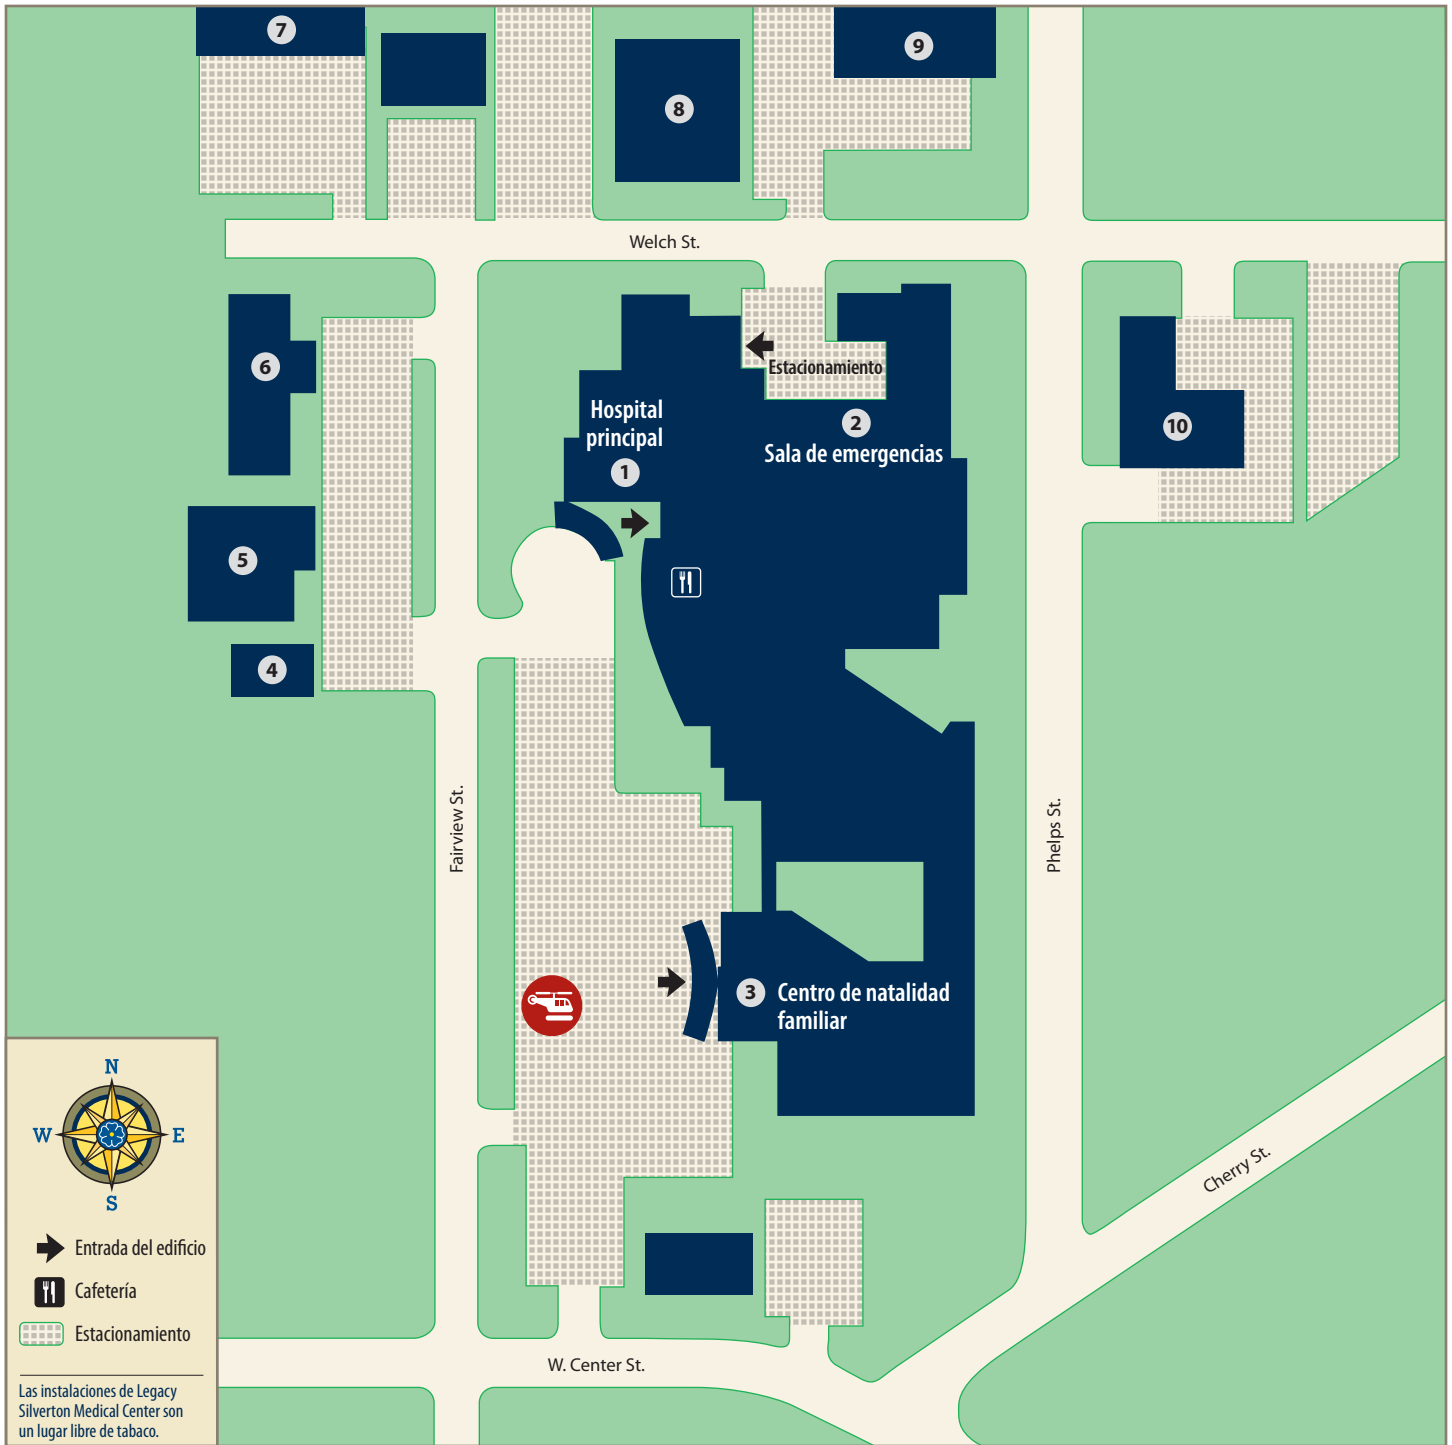 7
8
9
Welch St.
6
Estacionamiento
Hospital
principal
1
2
Sala de emergencias
10
5
4
Fairview St.
Phelps St.
3
Centro de natalidad
familiar
Cherry St.
W. Center St.
N
W
E
S
Entrada del edificio
Cafetería
Estacionamiento
Las instalaciones de Legacy
Silverton Medical Center son
un lugar libre de tabaco.